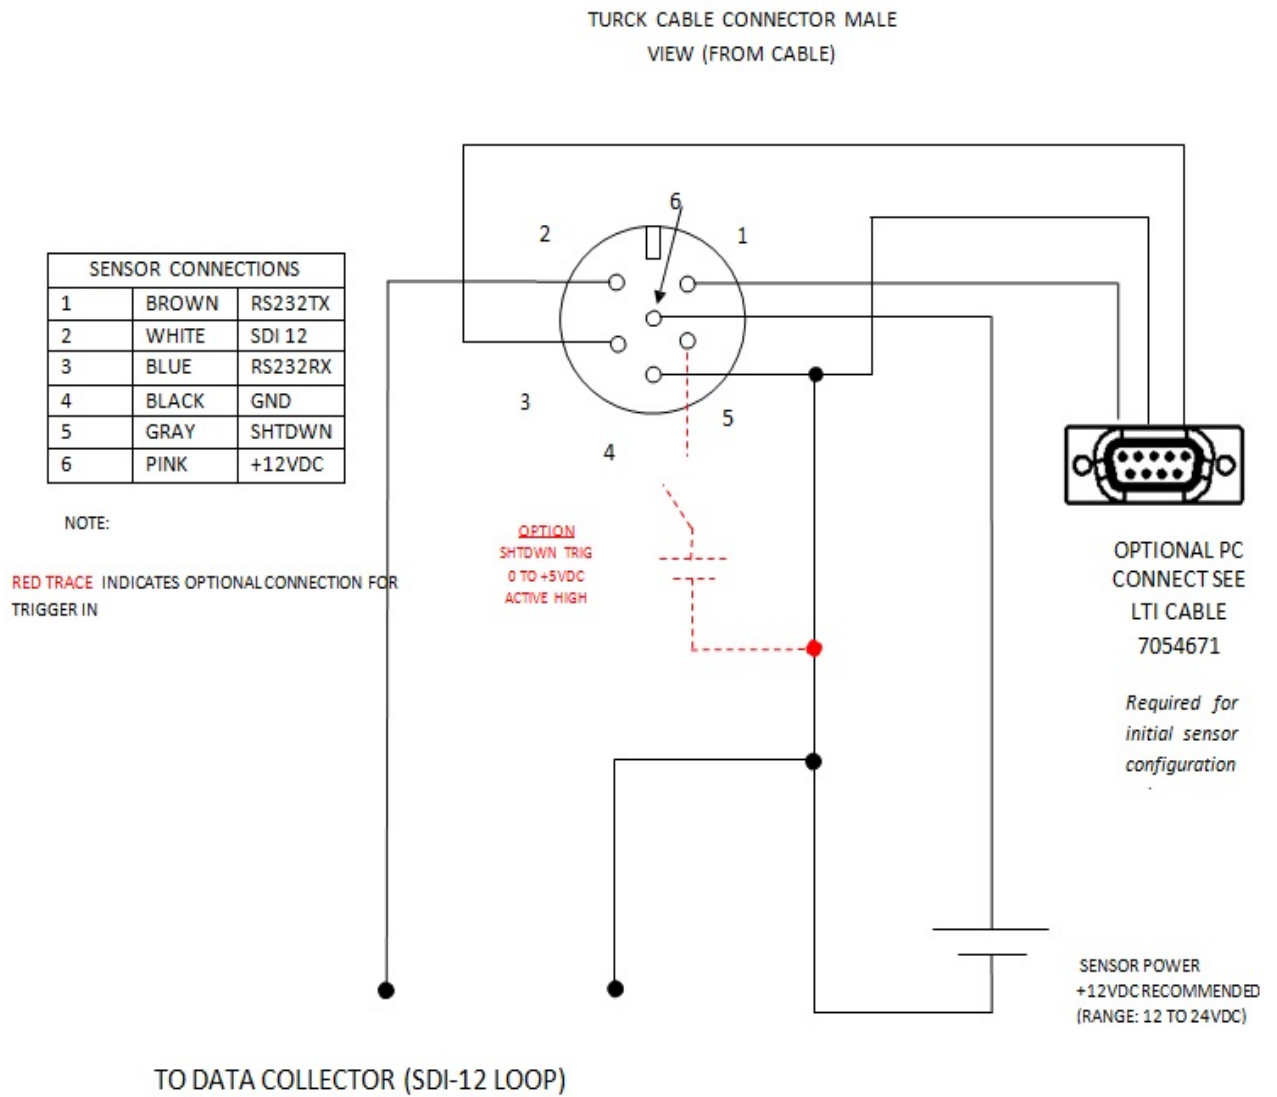 TURCK CABLE CONNECTOR MALE
VIEW (FROM CABLE)
6
2
1
3
5
4
SENSOR CONNECTIONS
1 BROWN RS232TX
2 WHITE SDI 12
3 BLUE RS232RX
4 BLACK GND
5 GRAY SHTDWN
6 PINK +12VDC
NOTE:
RED TRACE INDICATES OPTIONAL CONNECTION FOR
TRIGGER IN
OPTION
SHTDWN TRIG
0 TO +5VDC
ACTIVE HIGH
OPTIONAL PC
CONNECT SEE
LTI CABLE
7054671
Required for
initial sensor
configuration
SENSOR POWER
+12VDC RECOMMENDED
(RANGE: 12 TO 24VDC)
TO DATA COLLECTOR (SDI-12 LOOP)